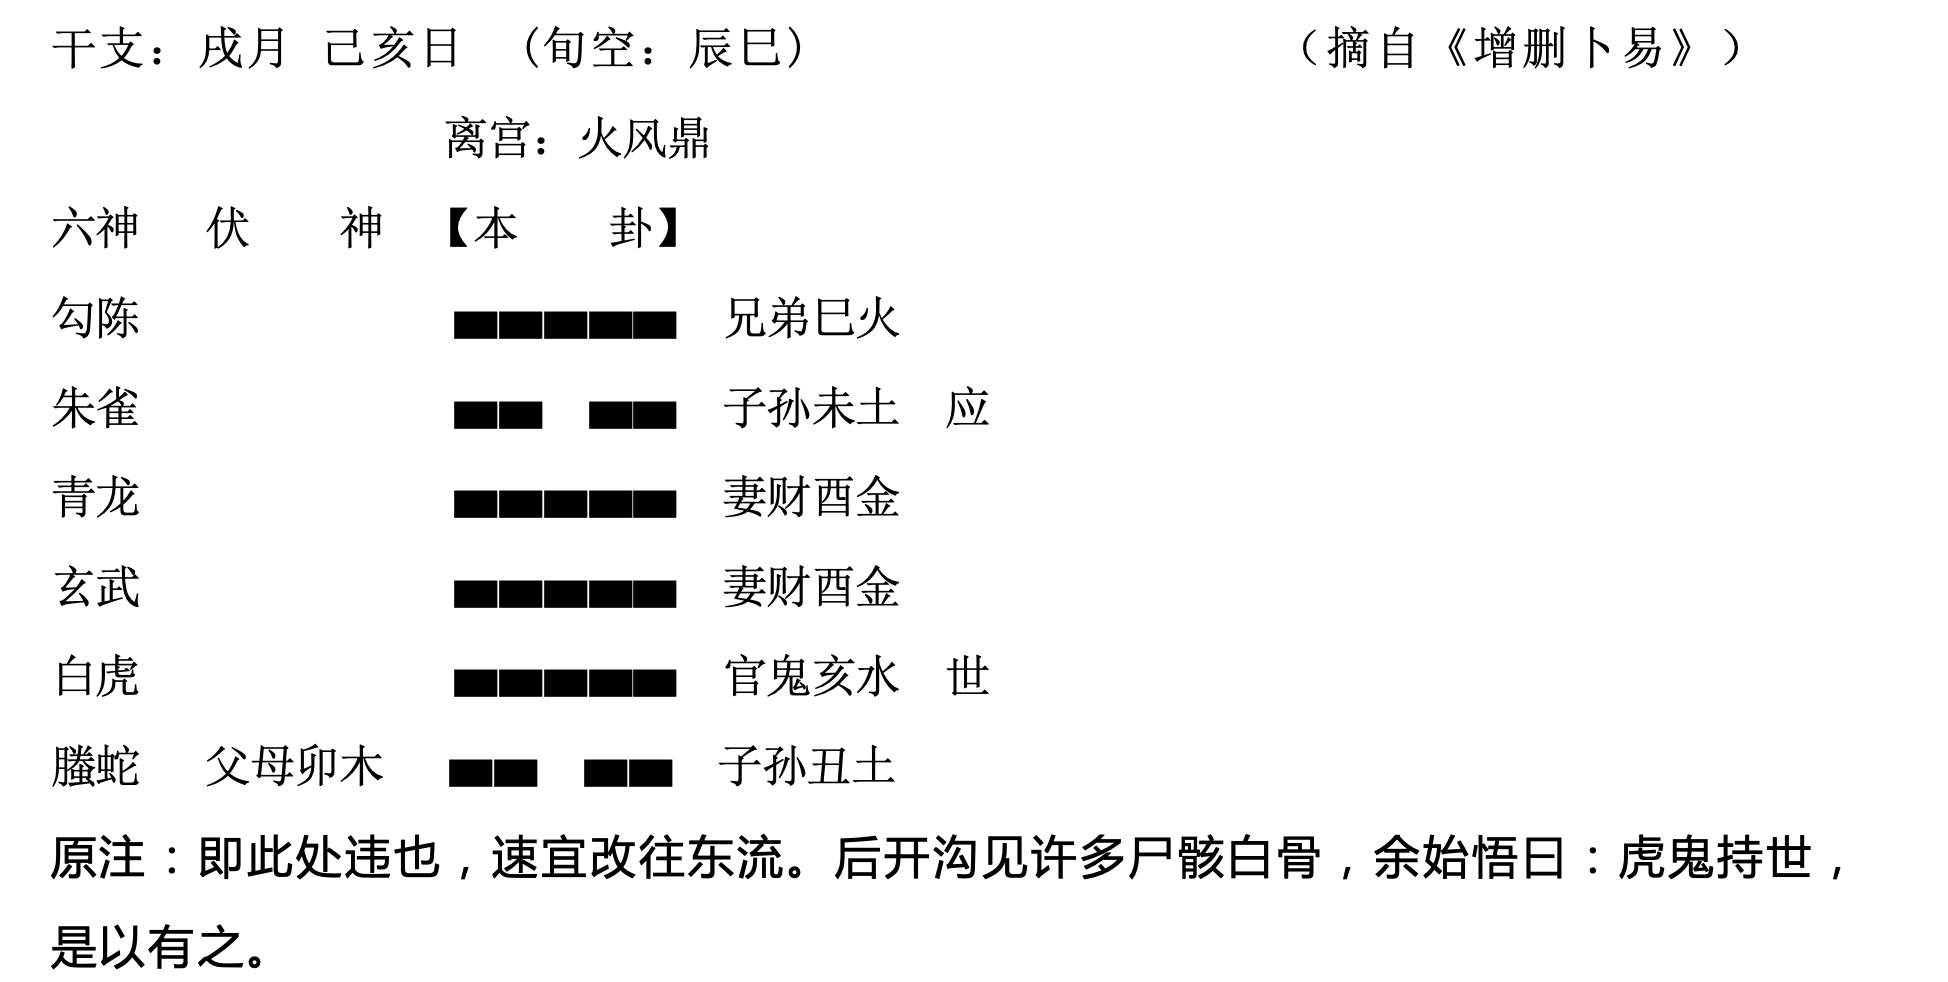 干支：戌月 己亥日 （旬空：辰巳） （摘自《增删卜易》）
离宫：火风鼎
六神 伏 神 【本 卦】
勾陈 兄弟巳火
朱雀 子孙未土 应
青龙 妻财酉金
玄武 妻财酉金
白虎 官鬼亥水 世
螣蛇 父母卯木 子孙丑土
原注：即此处违也，速宜改往东流。后开沟见许多尸骸白骨，余始悟曰：虎鬼持世，
是以有之。